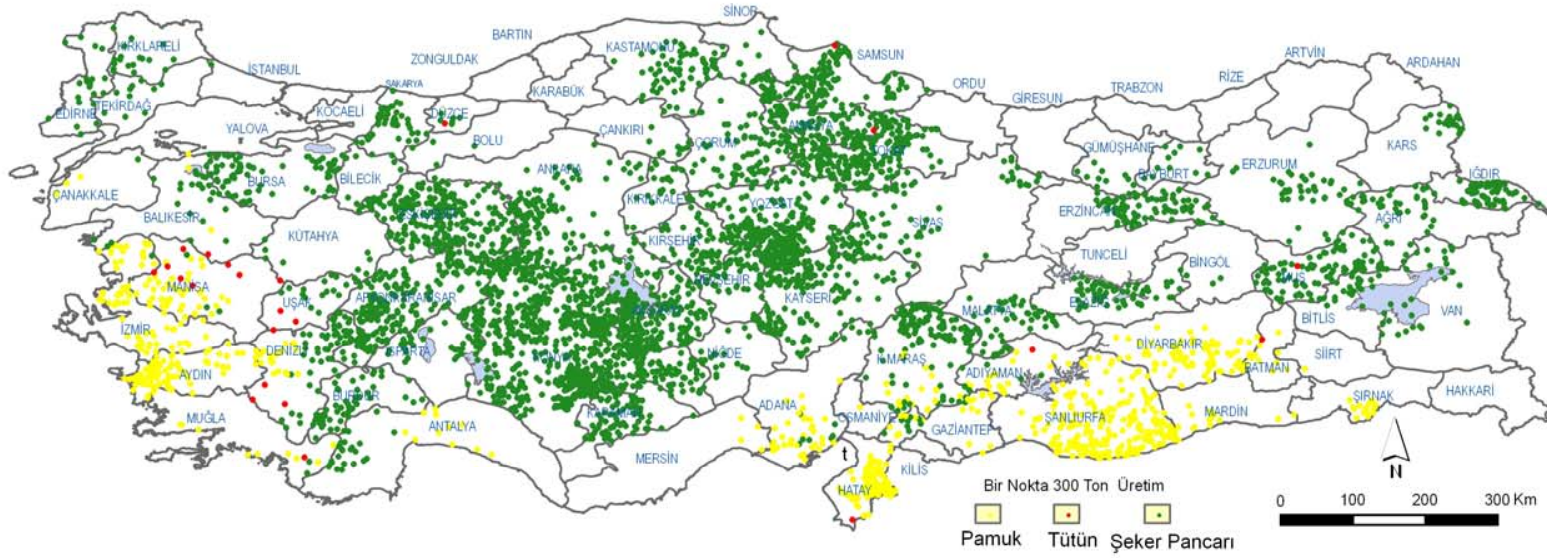 SİNOP
BARTIN
KASTAMONU
KIRKLARELİ
ZONGULDAK
SAMSUN
ARTVİN
İSTANBUL
ARDAHAN
SAKARYA
ORDU
RİZE
KARABÜK
TRABZON
TEKİRDAĞ
KOCAELİ
DÜZCE
GİRESUN
EDİRNE
YALOVA
BOLU
ÇANKIRI
AMASYA
ÇORUM
TOKAT
GÜMÜŞHANE
KARS
ANKARA
ERZURUM
BAYBURT
IĞDIR
BURSA
BİLECİK
ÇANAKKALE
KIRIKKALE
YOZGAT
ERZİNCAN
AĞRI
BALIKESİR
ESKİŞEHİR
SİVAS
KÜTAHYA
KIRŞEHİR
TUNCELİ
BİNGÖL
MUŞ
NEVŞEHİR
MANİSA
UŞAK
AFYONKARAHİSAR
KAYSERİ
ELAZIĞ
MALATYA
VAN
BİTLİS
İZMİR
DENİZLİ
ISPARTA
KONYA
NİĞDE
K.MARAŞ
DİYARBAKIR
SİİRT
BATMAN
AYDIN
ADIYAMAN
BURDUR
ŞIRNAK
HAKKARİ
MUĞLA
ANTALYA
KARAMAN
ADANA
OSMANİYE
GAZİANTEP
ŞANLIURFA
MARDİN
MERSİN
t
KİLİS
N
HATAY
Bir Nokta 300 Ton Üretim
0 100 200 300 Km
Pamuk Tütün Şeker Pancarı